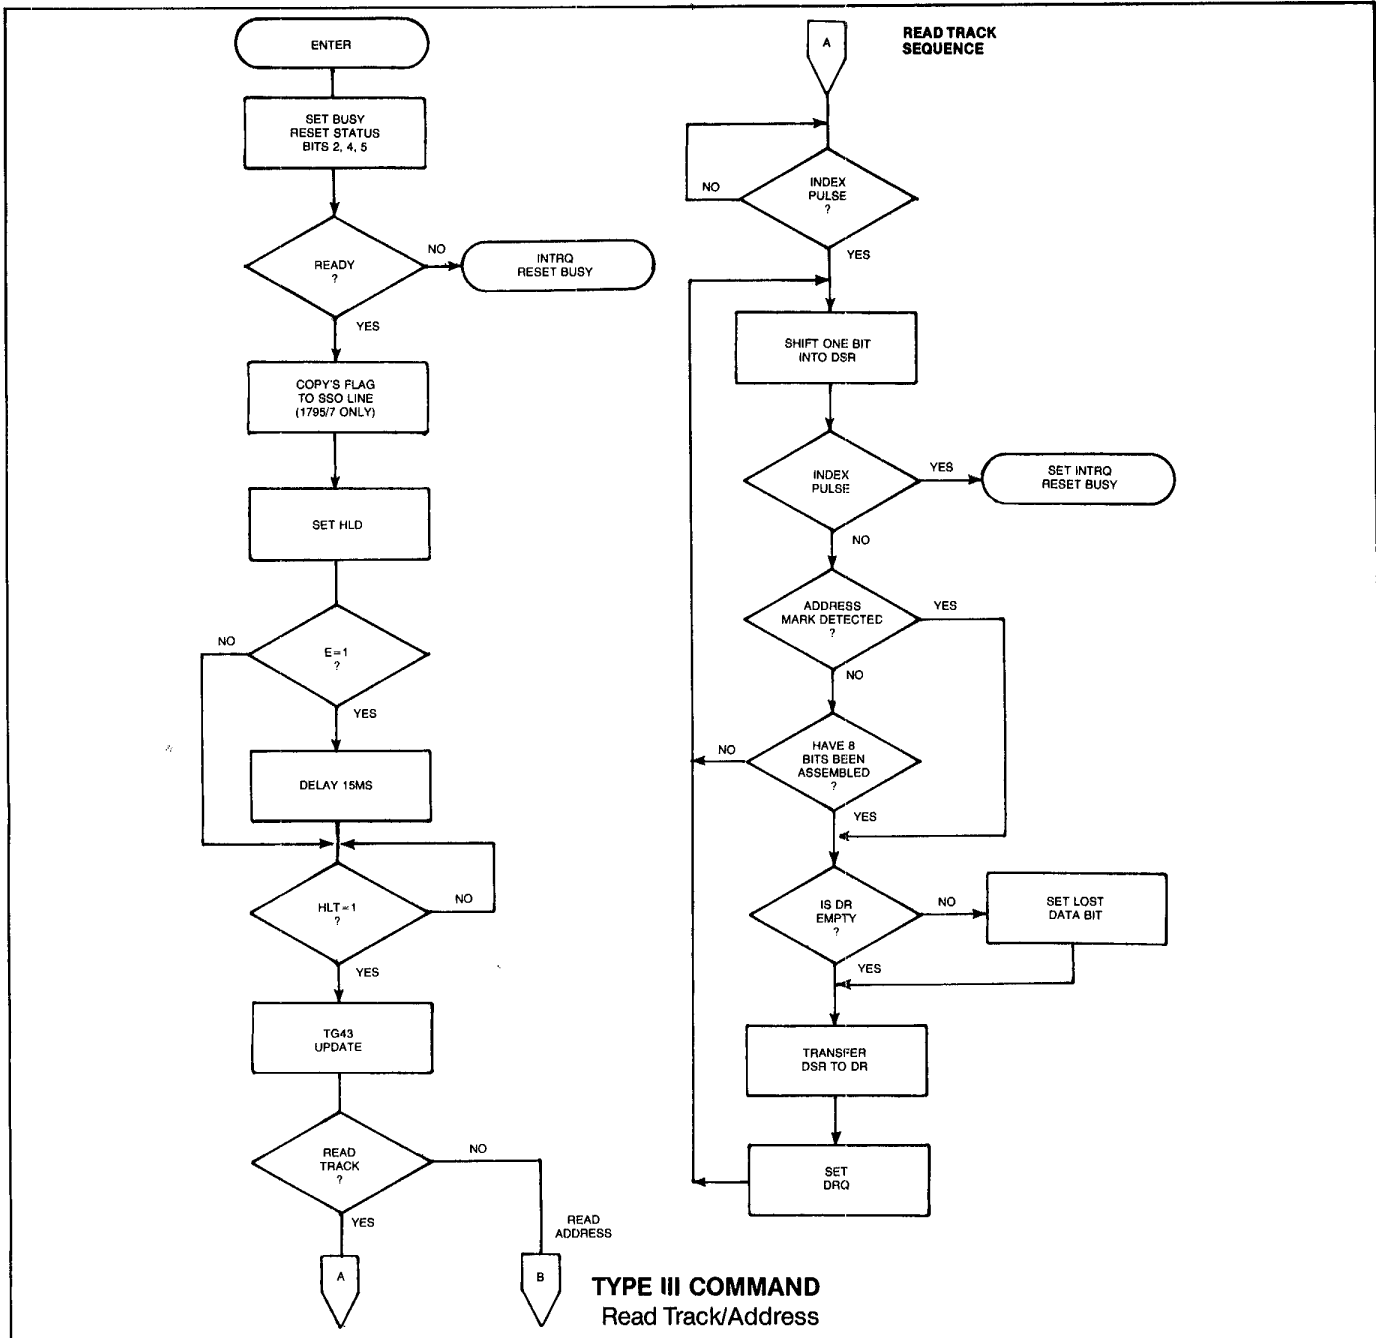 ENTER
SET BUSY
RESET STATUS
BITS 2, 4, 5
READY
?
NO
INTRQ
RESET BUSY
YES
COPY'S FLAG
TO SSO LINE
(1795/7 ONLY)
SET HLD
NO
E=1
?
YES
DELAY 15MS
HLT=1
?
NO
YES
TG43
UPDATE
READ
TRACK
?
NO
YES
READ
ADDRESS
A
B
A
READ TRACK
SEQUENCE
NO
INDEX
PULSE
?
YES
SHIFT ONE BIT
INTO DSR
INDEX
PULSE
YES
SET INTRQ
RESET BUSY
NO
ADDRESS
MARK DETECTED
?
YES
NO
NO
HAVE 8
BITS BEEN
ASSEMBLED
?
YES
IS DR
EMPTY
?
NO
SET LOST
DATA BIT
YES
TRANSFER
DSR TO DR
SET
DRQ
TYPE III COMMAND
Read Track/Address